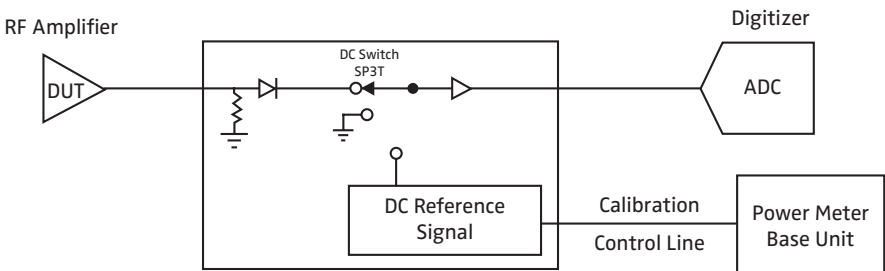 RF Amplifier
Digitizer
DC Switch
SP3T
DUT
ADC
DC Reference
Signal
Calibration
Control Line
Power Meter
Base Unit